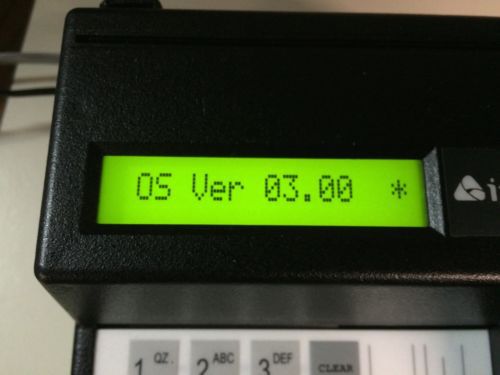 OS Ver 03.00 *
i
1 QZ. 2 ABC 3 DEF CLEAR